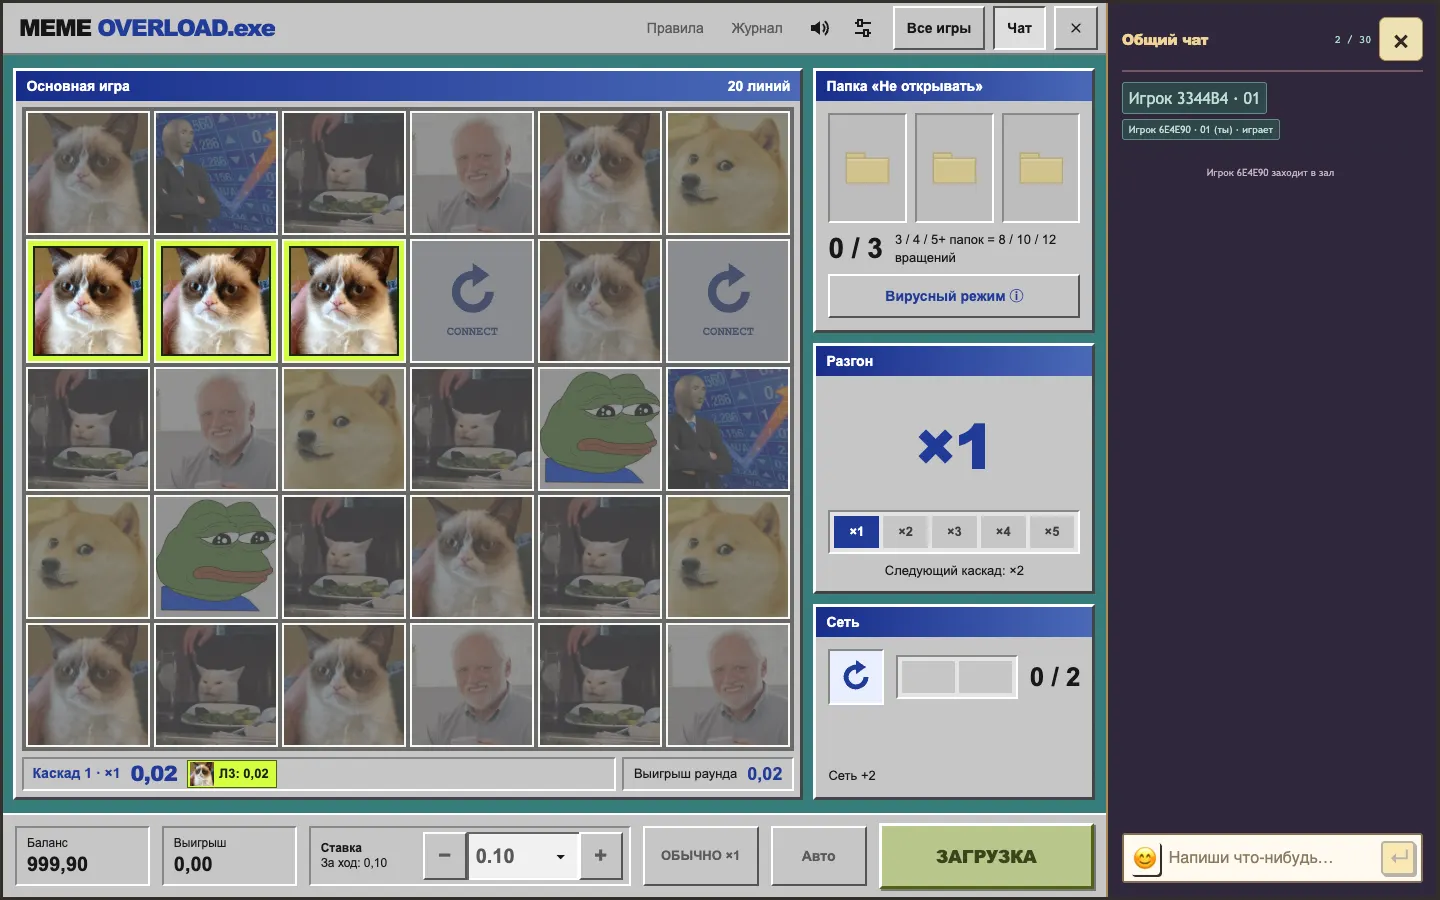 MEME OVERLOAD.exe
Правила
Журнал
Все игры
Чат
×
Основная игра
20 линий
CONNECT
CONNECT
Каскад 1 · ×1 0,02 Л3: 0,02
Выигрыш раунда 0,02
Папка «Не открывать»
0 / 3
3 / 4 / 5+ папок = 8 / 10 / 12
вращений
Вирусный режим ⓘ
Разгон
×1
×1 ×2 ×3 ×4 ×5
Следующий каскад: ×2
Сеть
0 / 2
Сеть +2
Баланс
999,90
Выигрыш
0,00
Ставка
За ход: 0,10
−
0.10
+
ОБЫЧНО ×1
Авто
ЗАГРУЗКА
Общий чат
2 / 30
×
Игрок 3344B4 · 01
Игрок 6E4E90 · 01 (ты) · играет
Игрок 6E4E90 заходит в зал
Напиши что-нибудь...